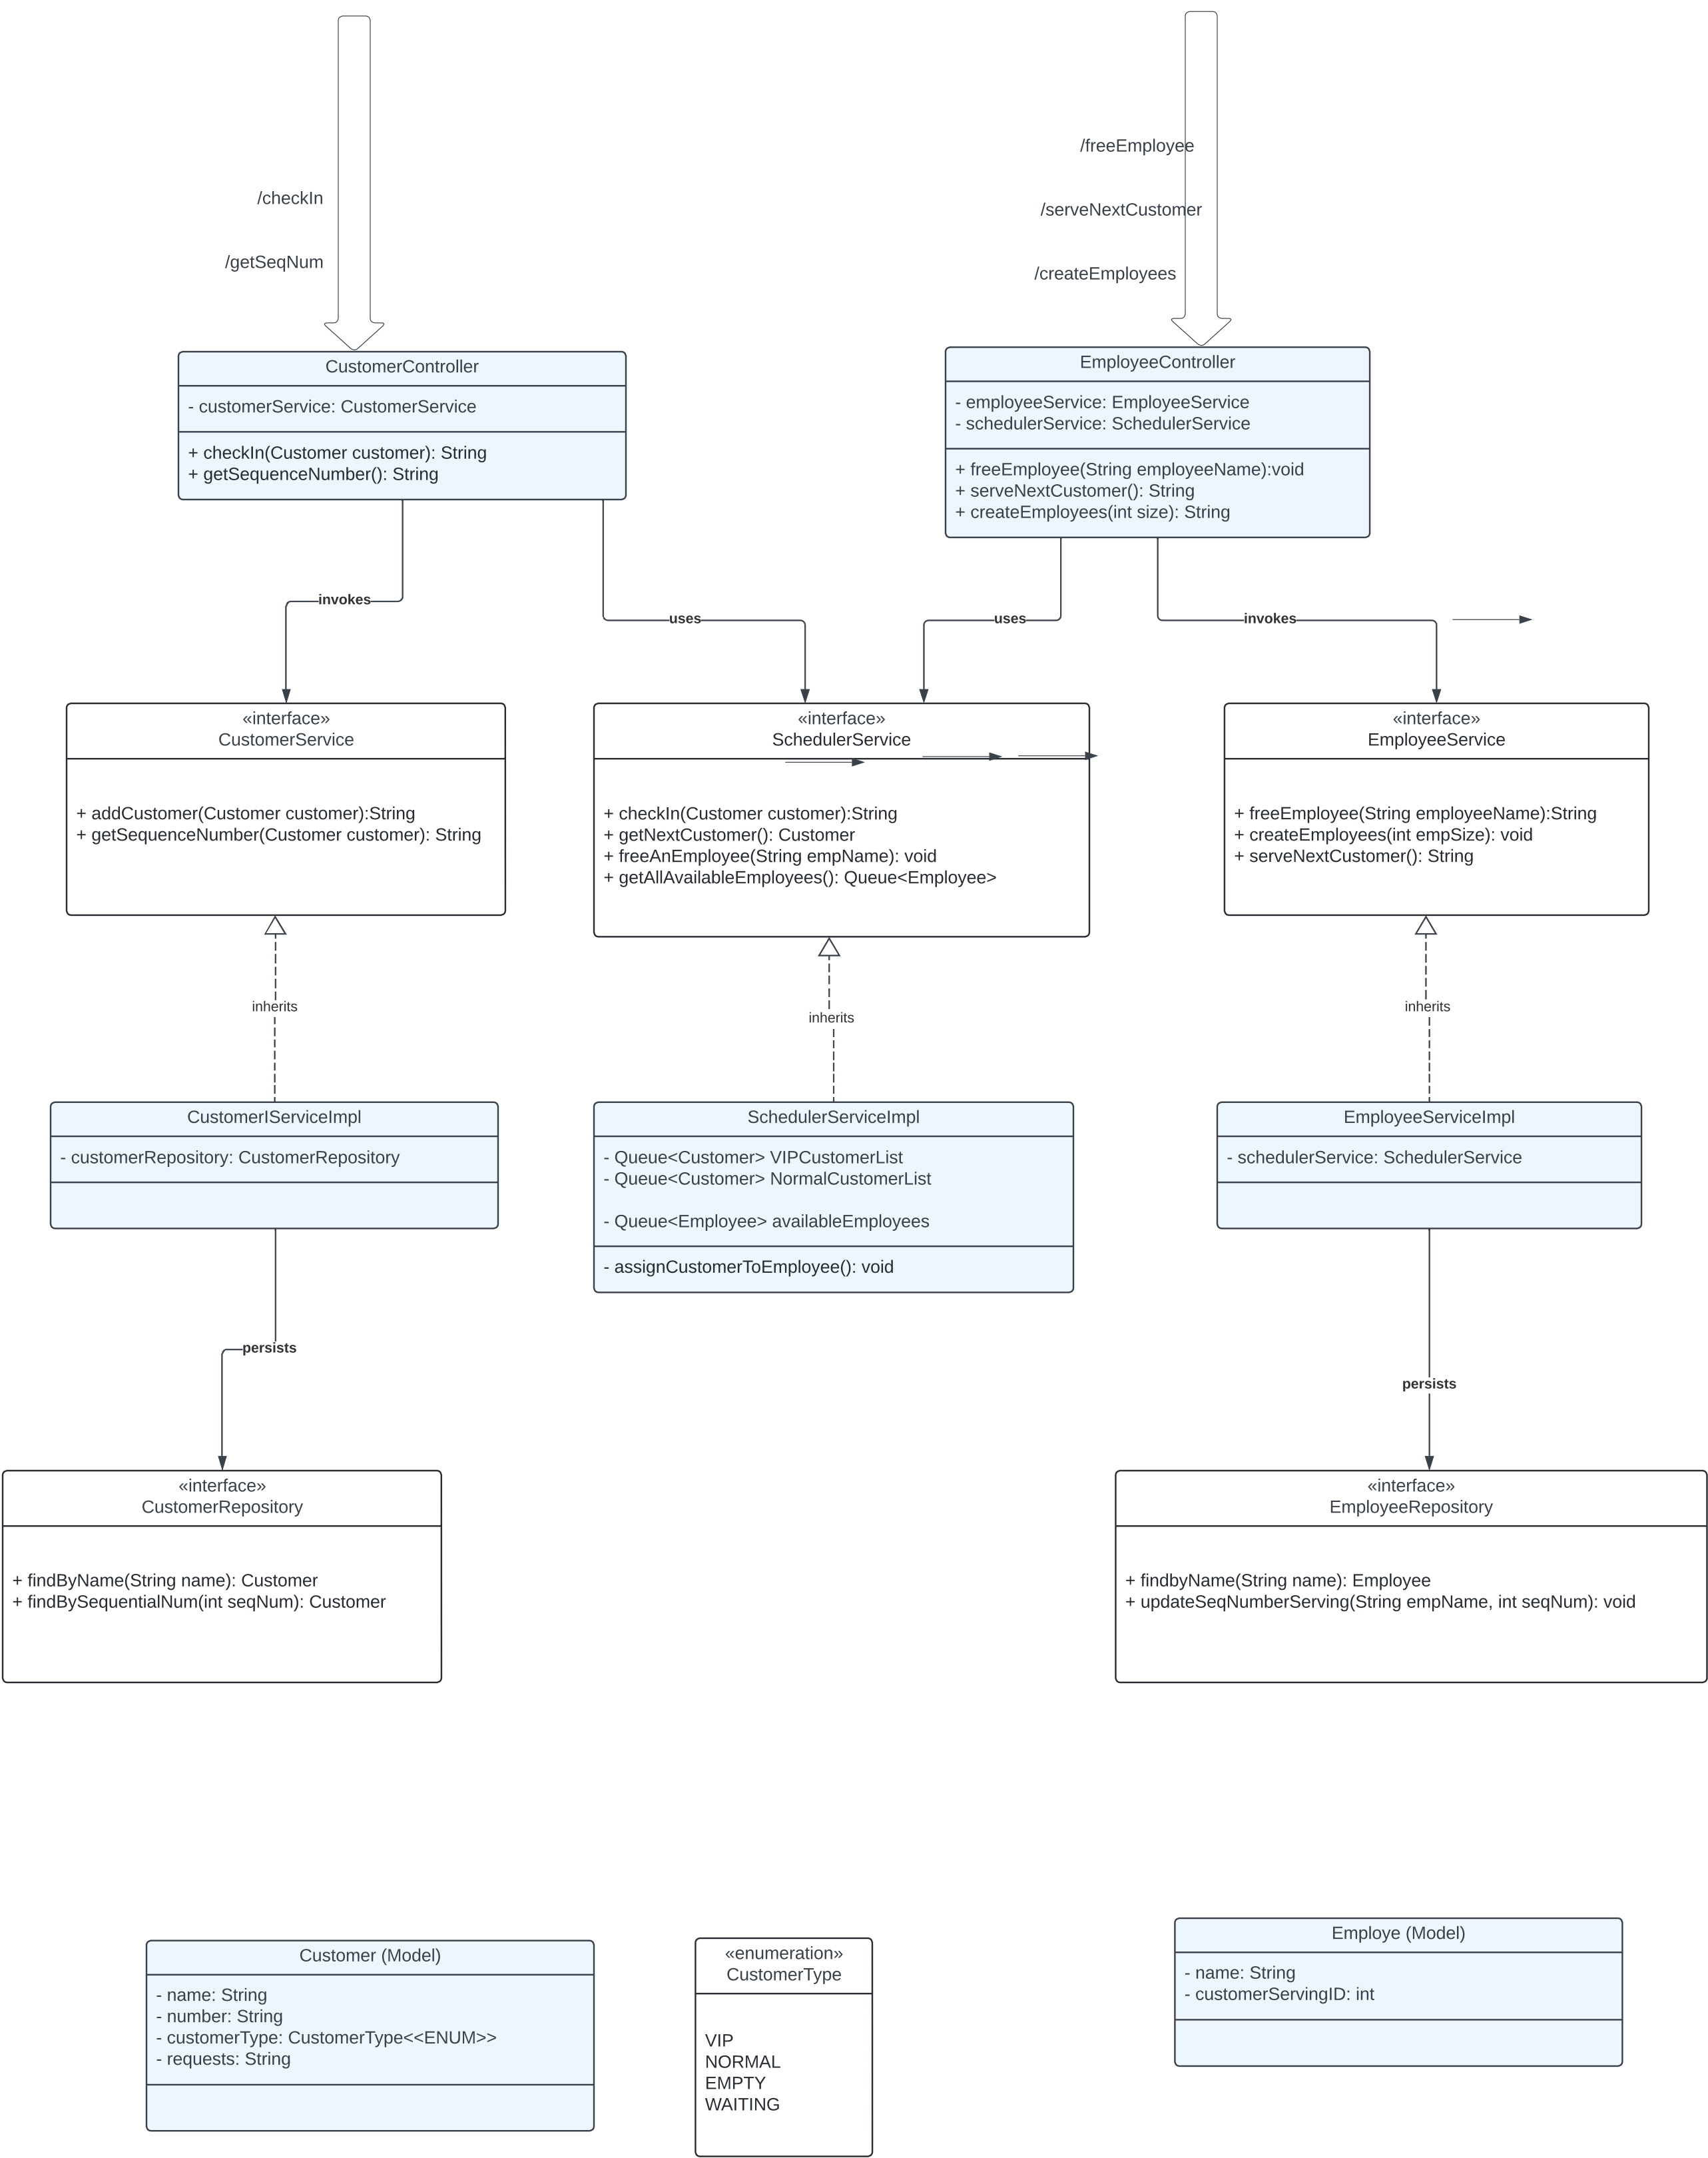 /checkIn
/getSeqNum
/freeEmployee
/serveNextCustomer
/createEmployees
CustomerController
- customerService: CustomerService
+ checkIn(Customer customer): String
+ getSequenceNumber(): String
EmployeeController
- employeeService: EmployeeService
- schedulerService: SchedulerService
+ freeEmployee(String employeeName):void
+ serveNextCustomer(): String
+ createEmployees(int size): String
invokes
uses
uses
invokes
«interface»
CustomerService
+ addCustomer(Customer customer):String
+ getSequenceNumber(Customer customer): String
«interface»
SchedulerService
+ checkIn(Customer customer):String
+ getNextCustomer(): Customer
+ freeAnEmployee(String empName): void
+ getAllAvailableEmployees(): Queue<Employee>
«interface»
EmployeeService
+ freeEmployee(String employeeName):String
+ createEmployees(int empSize): void
+ serveNextCustomer(): String
inherits
inherits
inherits
CustomerIServiceImpl
- customerRepository: CustomerRepository
SchedulerServiceImpl
- Queue<Customer> VIPCustomerList
- Queue<Customer> NormalCustomerList
- Queue<Employee> availableEmployees
- assignCustomerToEmployee(): void
EmployeeServiceImpl
- schedulerService: SchedulerService
persists
persists
«interface»
CustomerRepository
+ findByName(String name): Customer
+ findBySequentialNum(int seqNum): Customer
«interface»
EmployeeRepository
+ findbyName(String name): Employee
+ updateSeqNumberServing(String empName, int seqNum): void
Customer (Model)
- name: String
- number: String
- customerType: CustomerType<<ENUM>>
- requests: String
«enumeration»
CustomerType
VIP
NORMAL
EMPTY
WAITING
Employe (Model)
- name: String
- customerServingID: int